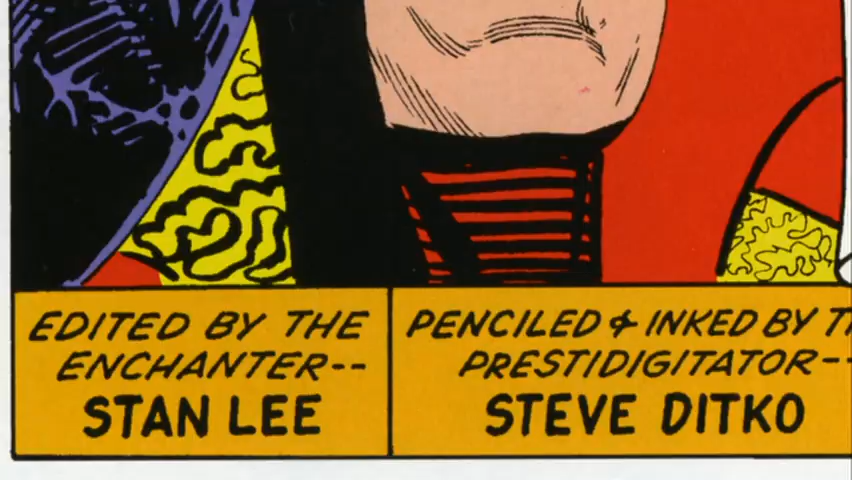 EDITED BY THE
ENCHANTER--
STAN LEE
PENCILED & INKED BY
PRESTIDIGITATOR--
STEVE DITKO